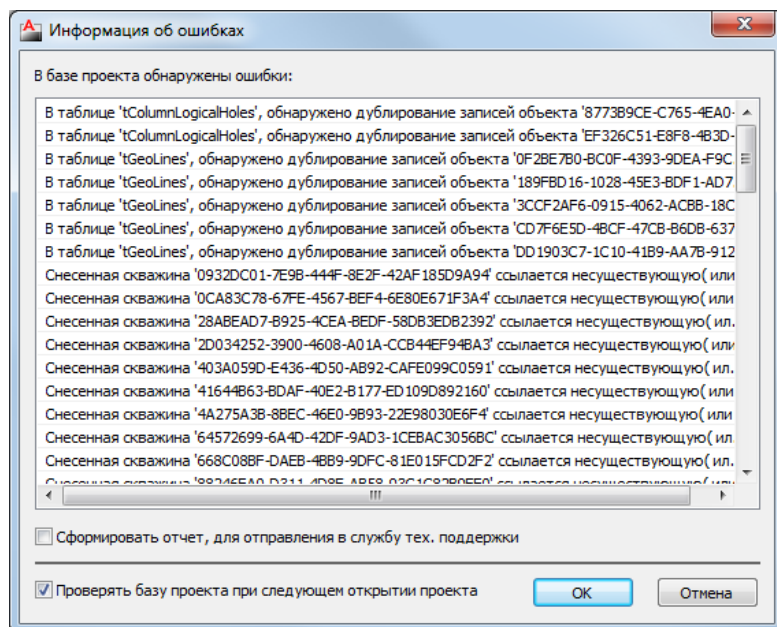 Информация об ошибках
В базе проекта обнаружены ошибки:
В таблице 'tColumnLogicalHoles', обнаружено дублирование записей объекта '8773B9CE-C765-4EA0-
В таблице 'tColumnLogicalHoles', обнаружено дублирование записей объекта 'EF326C51-E8F8-4B3D-
В таблице 'tGeoLines', обнаружено дублирование записей объекта '0F2BE7B0-BC0F-4393-9DEA-F9C
В таблице 'tGeoLines', обнаружено дублирование записей объекта '189FBD16-1028-45E3-BDF1-AD7
В таблице 'tGeoLines', обнаружено дублирование записей объекта '3CCF2AF6-0915-4062-ACBB-18C
В таблице 'tGeoLines', обнаружено дублирование записей объекта 'CD7F6E5D-4BCF-47CB-B6DB-637
В таблице 'tGeoLines', обнаружено дублирование записей объекта 'DD1903C7-1C10-41B9-AA7B-912
Снесенная скважина '0932DC01-7E9B-444F-8E2F-42AF185D9A94' ссылается несуществующую( или
Снесенная скважина '0CA83C78-67FE-4567-BEF4-6E80E671F3A4' ссылается несуществующую( или
Снесенная скважина '28ABEAD7-B925-4CEA-BEDF-58DB3EDB2392' ссылается несуществующую( ил..
Снесенная скважина '2D034252-3900-4608-A01A-CCB44EF94BA3' ссылается несуществующую( или
Снесенная скважина '403A059D-E436-4D50-AB92-CAFE099C0591' ссылается несуществующую( ил..
Снесенная скважина '41644B63-BDAF-40E2-B177-ED109D892160' ссылается несуществующую( или
Снесенная скважина '4A275A3B-8BEC-46E0-9B93-22E98030E6F4' ссылается несуществующую( или
Снесенная скважина '64572699-6A4D-42DF-9AD3-1CEBAC3056BC' ссылается несуществующую( ил.
Снесенная скважина '668C08BF-DAEB-4BB9-9DFC-81E015FCD2F2' ссылается несуществующую( ил..
Снесенная скважина ссылается несуществующую( или
Сформировать отчет, для отправления в службу тех. поддержки
Проверять базу проекта при следующем открытии проекта
OK
Отмена